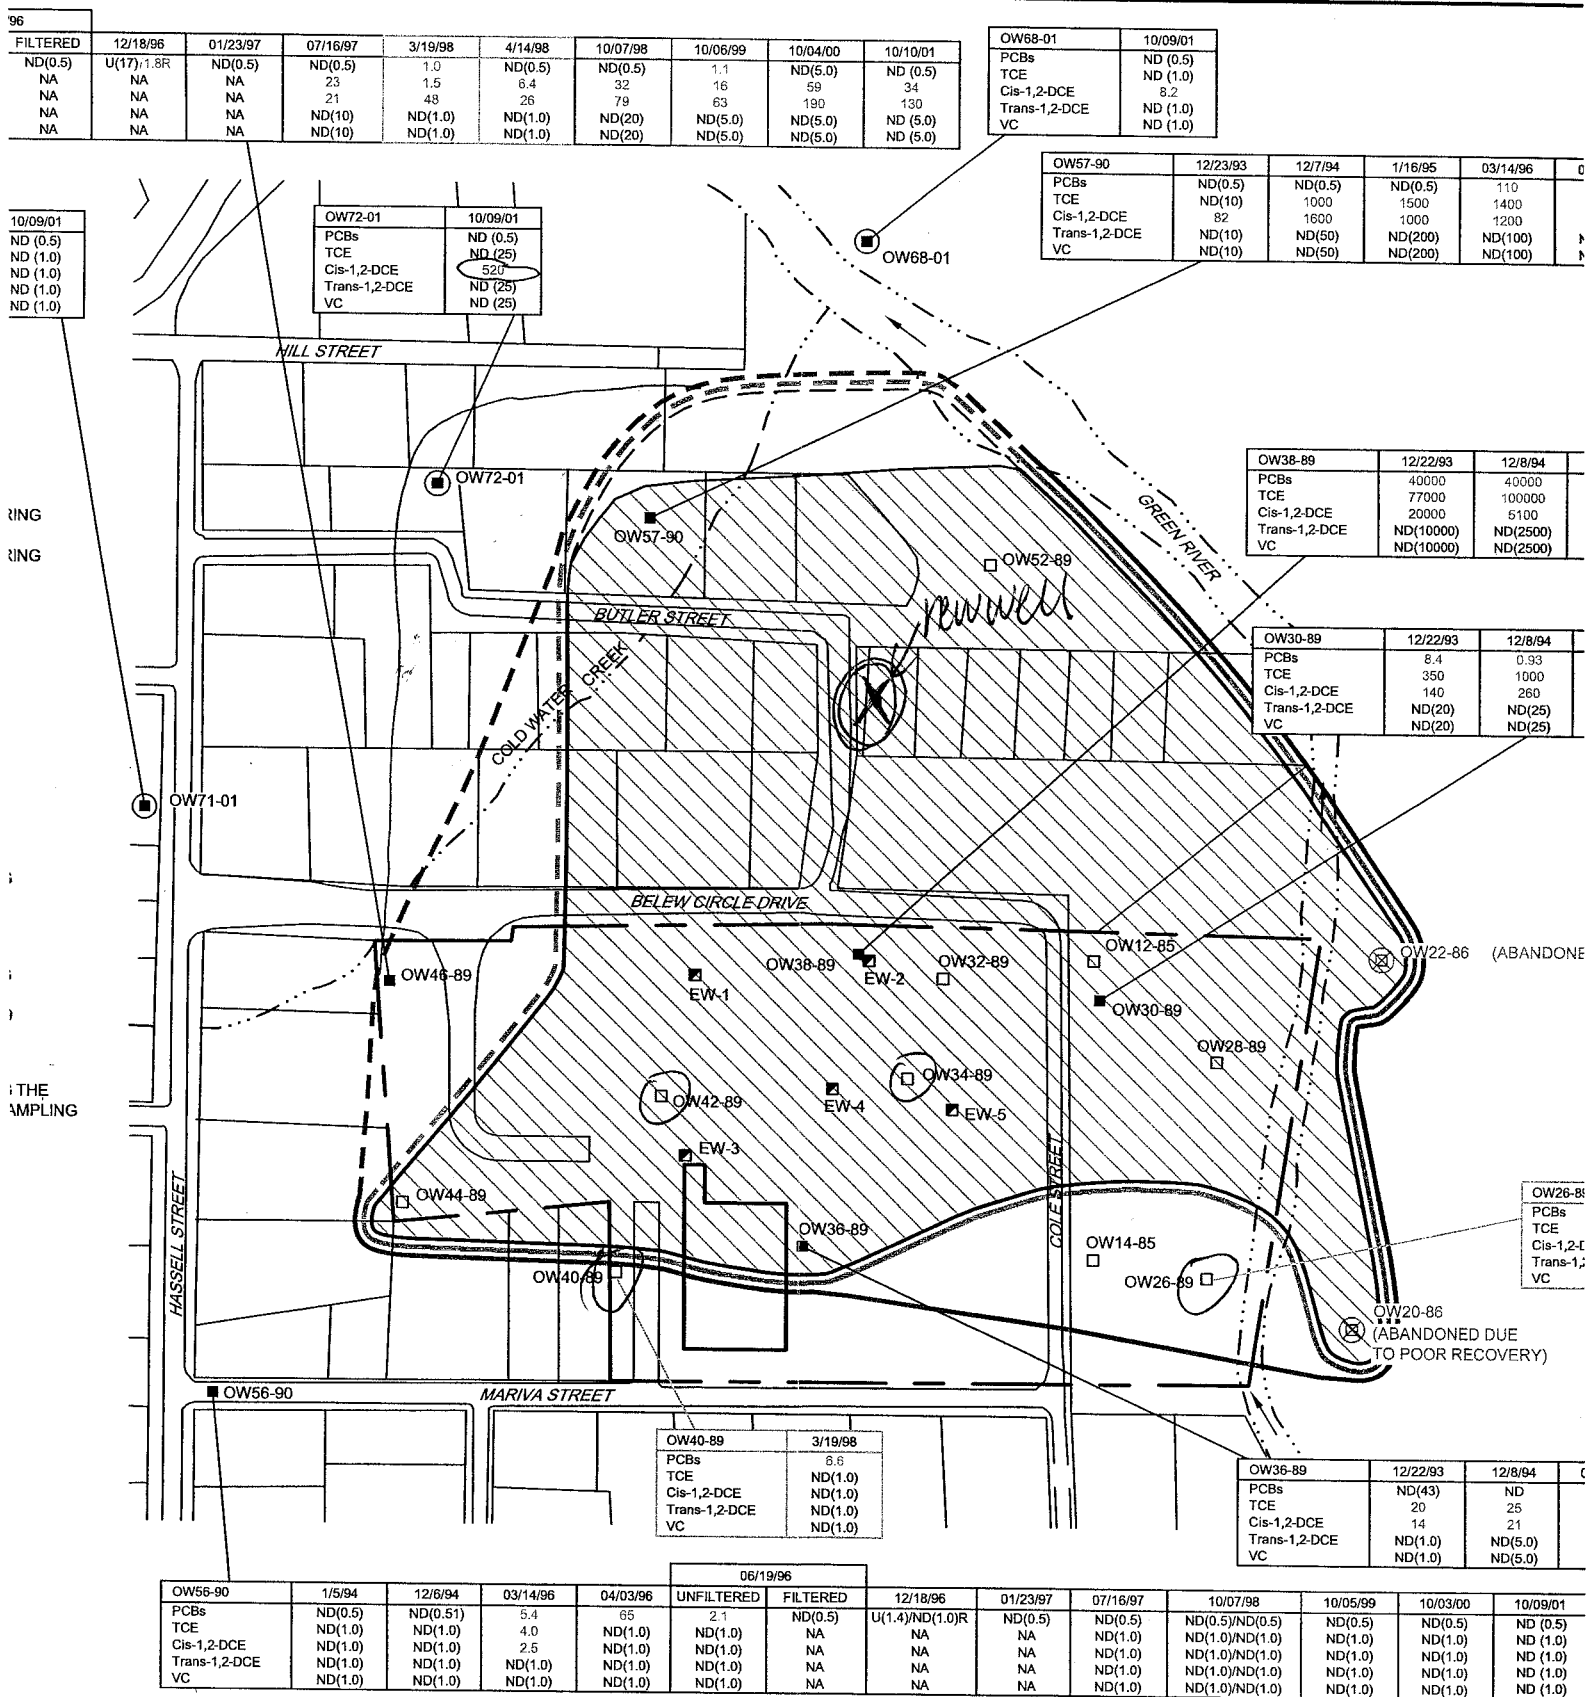 '96
FILTERED 12/18/96 01/23/97 07/16/97 3/19/98 4/14/98 10/07/98 10/06/99 10/04/00 10/10/01
ND(0.5) U(17)/1.8R ND(0.5) ND(0.5) 1.0 ND(0.5) ND(0.5) 1.1 ND(5.0) ND (0.5)
NA NA NA 23 1.5 6.4 32 16 59 34
NA NA NA 21 48 26 79 63 190 130
NA NA NA ND(10) ND(1.0) ND(1.0) ND(20) ND(5.0) ND(5.0) ND (5.0)
NA NA NA ND(10) ND(1.0) ND(1.0) ND(20) ND(5.0) ND(5.0) ND (5.0)
OW68-01 10/09/01
PCBs ND (0.5)
TCE ND (1.0)
Cis-1,2-DCE 8.2
Trans-1,2-DCE ND (1.0)
VC ND (1.0)
OW57-90 12/23/93 12/7/94 1/16/95 03/14/96 0
PCBs ND(0.5) ND(0.5) ND(0.5) 110
TCE ND(10) 1000 1500 1400
Cis-1,2-DCE 82 1600 1000 1200
Trans-1,2-DCE ND(10) ND(50) ND(200) ND(100) N
VC ND(10) ND(50) ND(200) ND(100) N
10/09/01
ND (0.5)
ND (1.0)
ND (1.0)
ND (1.0)
ND (1.0)
OW72-01 10/09/01
PCBs ND (0.5)
TCE ND (25)
Cis-1,2-DCE 520
Trans-1,2-DCE ND (25)
VC ND (25)
OW68-01
HILL STREET
OW72-01
OW57-90
OW52-89
GREEN RIVER
RING
RING
new well
BUTLER STREET
COLD WATER CREEK
OW38-89 12/22/93 12/8/94
PCBs 40000 40000
TCE 77000 100000
Cis-1,2-DCE 20000 5100
Trans-1,2-DCE ND(10000) ND(2500)
VC ND(10000) ND(2500)
OW30-89 12/22/93 12/8/94
PCBs 8.4 0.93
TCE 350 1000
Cis-1,2-DCE 140 260
Trans-1,2-DCE ND(20) ND(25)
VC ND(20) ND(25)
OW71-01
BELEW CIRCLE DRIVE
OW46-89
EW-1
OW38-89
EW-2
OW32-89
OW12-85
OW30-89
OW22-86 (ABANDONE
OW28-89
OW42-89
EW-4
OW34-89
EW-5
THE
AMPLING
EW-3
OW44-89
HASSELL STREET
COLE STREET
OW36-89
OW40-89
OW14-85
OW26-89
OW26-89
PCBs
TCE
Cis-1,2-D
Trans-1,2
VC
OW20-86
(ABANDONED DUE
TO POOR RECOVERY)
OW56-90
MARIVA STREET
OW40-89 3/19/98
PCBs 6.6
TCE ND(1.0)
Cis-1,2-DCE ND(1.0)
Trans-1,2-DCE ND(1.0)
VC ND(1.0)
OW36-89 12/22/93 12/8/94 0
PCBs ND(43) ND
TCE 20 25
Cis-1,2-DCE 14 21
Trans-1,2-DCE ND(1.0) ND(5.0)
VC ND(1.0) ND(5.0)
06/19/96
OW56-90 1/5/94 12/6/94 03/14/96 04/03/96 UNFILTERED FILTERED 12/18/96 01/23/97 07/16/97 10/07/98 10/05/99 10/03/00 10/09/01
PCBs ND(0.5) ND(0.51) 5.4 65 2.1 ND(0.5) U(1.4)/ND(1.0)R ND(0.5) ND(0.5) ND(0.5)/ND(0.5) ND(0.5) ND(0.5) ND (0.5)
TCE ND(1.0) ND(1.0) 4.0 ND(1.0) ND(1.0) NA NA NA ND(1.0) ND(1.0)/ND(1.0) ND(1.0) ND(1.0) ND (1.0)
Cis-1,2-DCE ND(1.0) ND(1.0) 2.5 ND(1.0) ND(1.0) NA NA NA ND(1.0) ND(1.0)/ND(1.0) ND(1.0) ND(1.0) ND (1.0)
Trans-1,2-DCE ND(1.0) ND(1.0) ND(1.0) ND(1.0) ND(1.0) NA NA NA ND(1.0) ND(1.0)/ND(1.0) ND(1.0) ND(1.0) ND (1.0)
VC ND(1.0) ND(1.0) ND(1.0) ND(1.0) ND(1.0) NA NA NA ND(1.0) ND(1.0)/ND(1.0) ND(1.0) ND(1.0) ND (1.0)